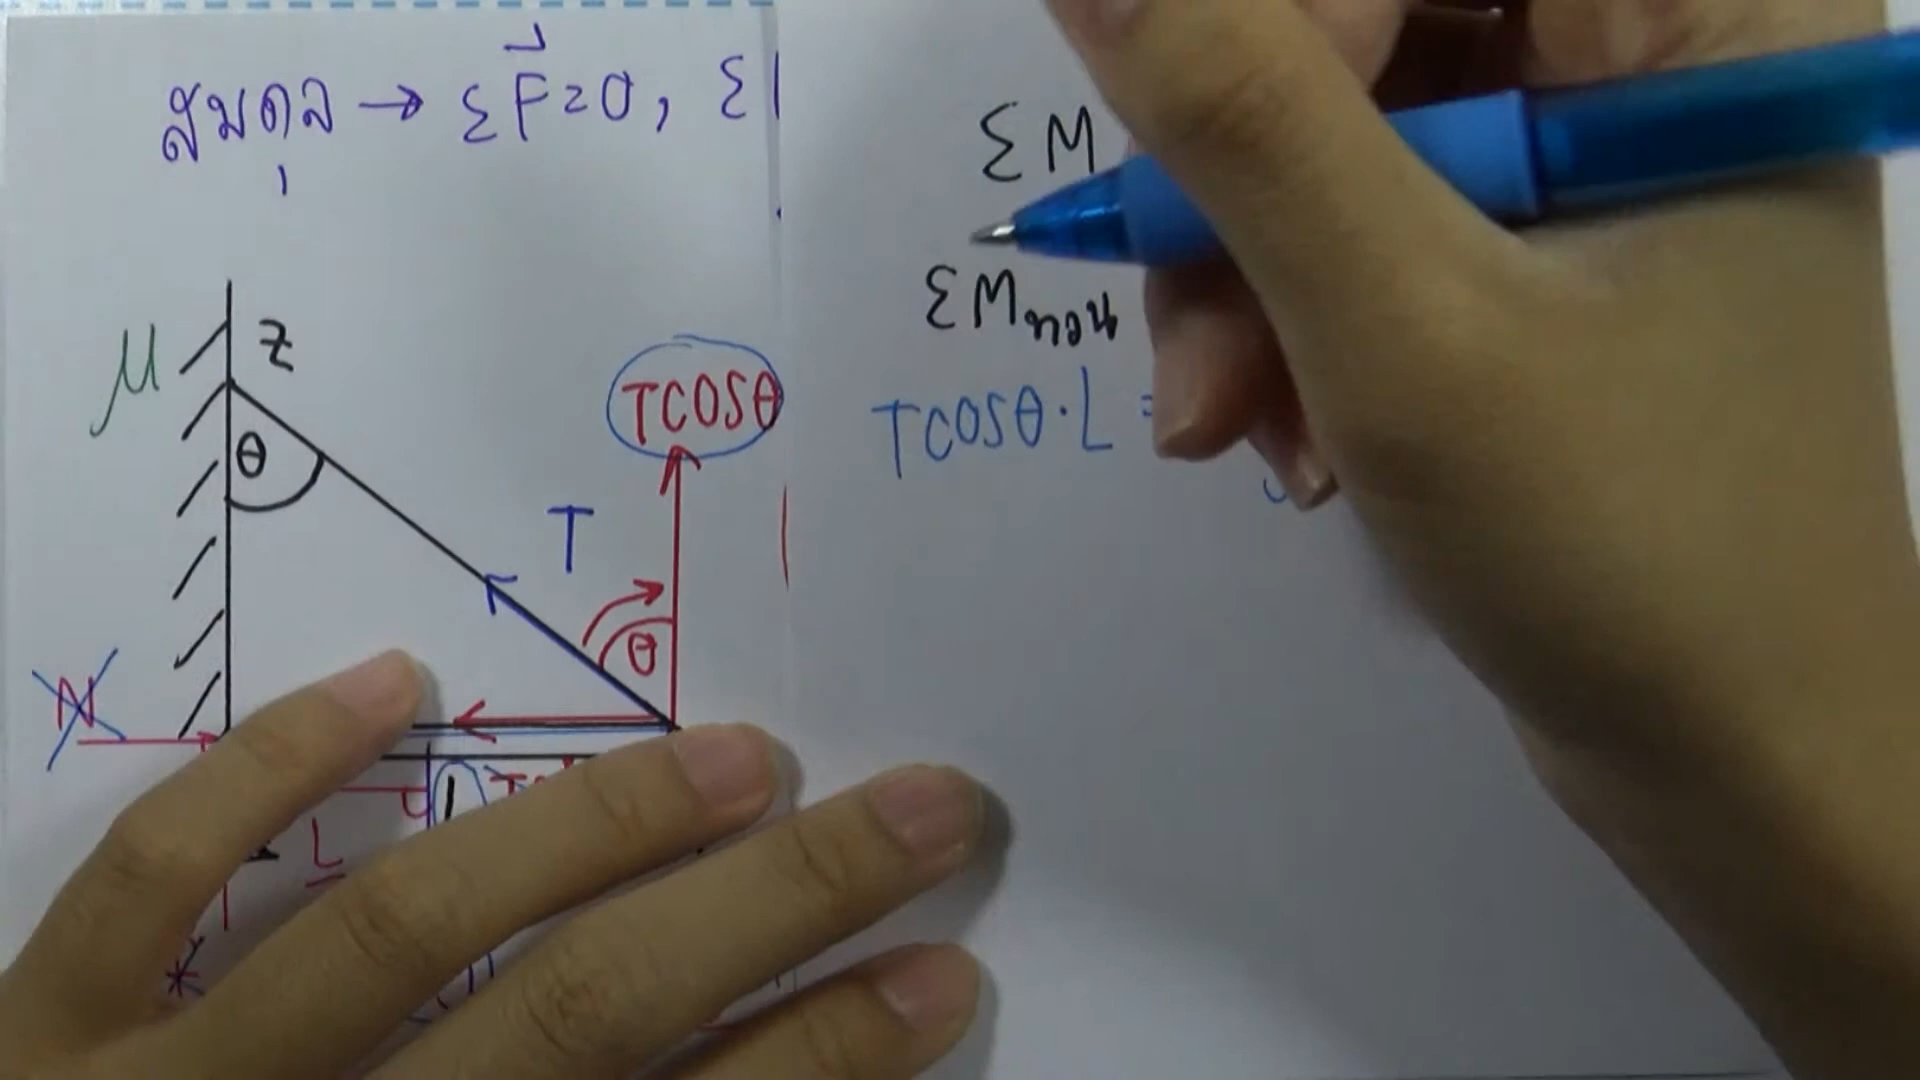 สมดุล → ΣF⃗=0, Σ
ΣM
ΣMทวน
TCOSθ·L =
μ
Z
θ
TCOSθ
T
θ
N
L